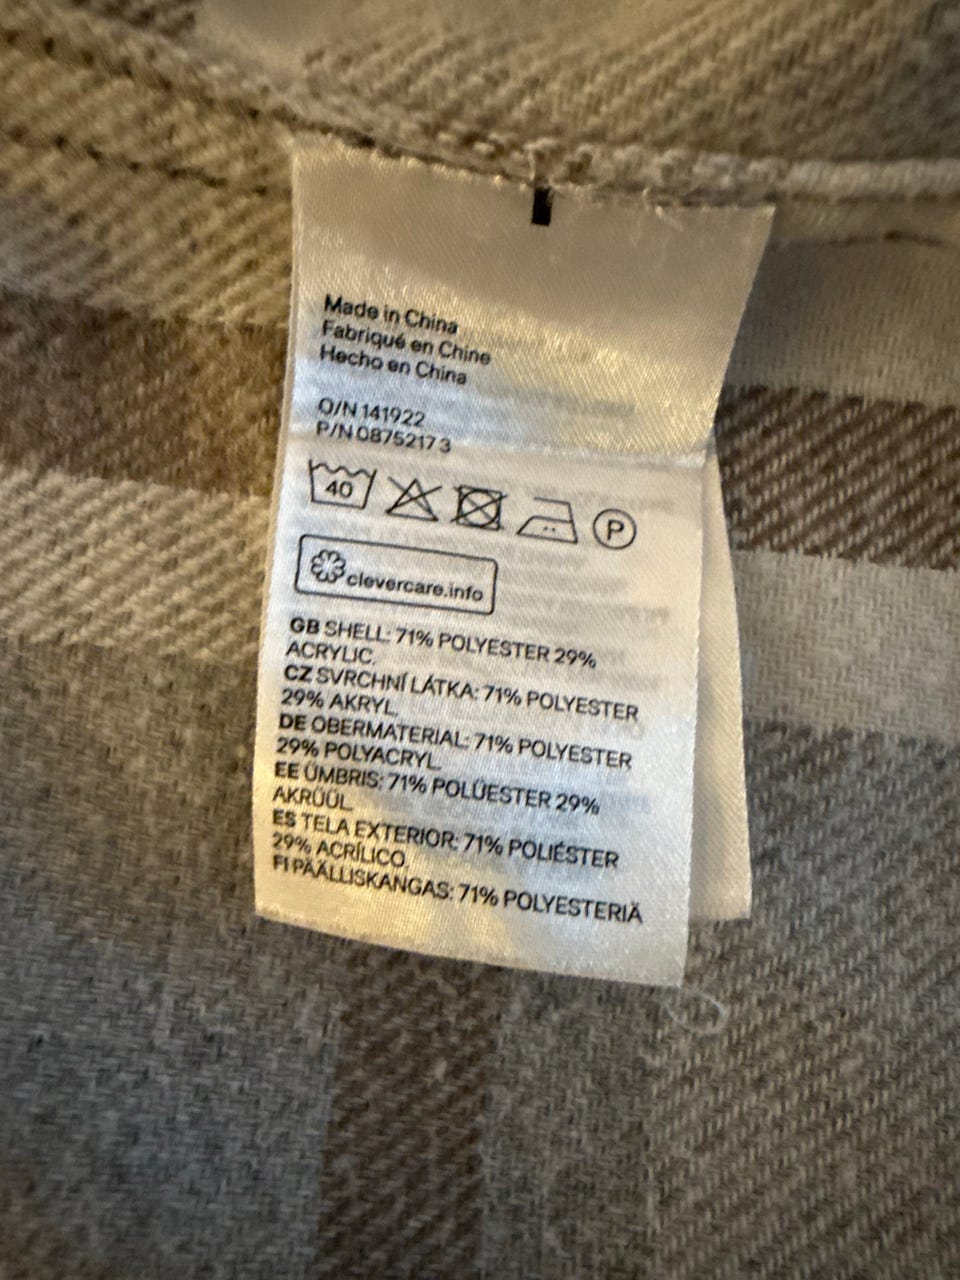 Made in China
Fabriqué en Chine
Hecho en China
O/N 141922
P/N 0875217 3
40
P
clevercare.info
GB SHELL: 71% POLYESTER 29%
ACRYLIC.
CZ SVRCHNÍ LÁTKA: 71% POLYESTER
29% AKRYL.
DE OBERMATERIAL: 71% POLYESTER
29% POLYACRYL.
EE ÜMBRIS: 71% POLÜESTER 29%
AKRÜÜL.
ES TELA EXTERIOR: 71% POLIÉSTER
29% ACRÍLICO.
FI PÄÄLLISKANGAS: 71% POLYESTERIÄ